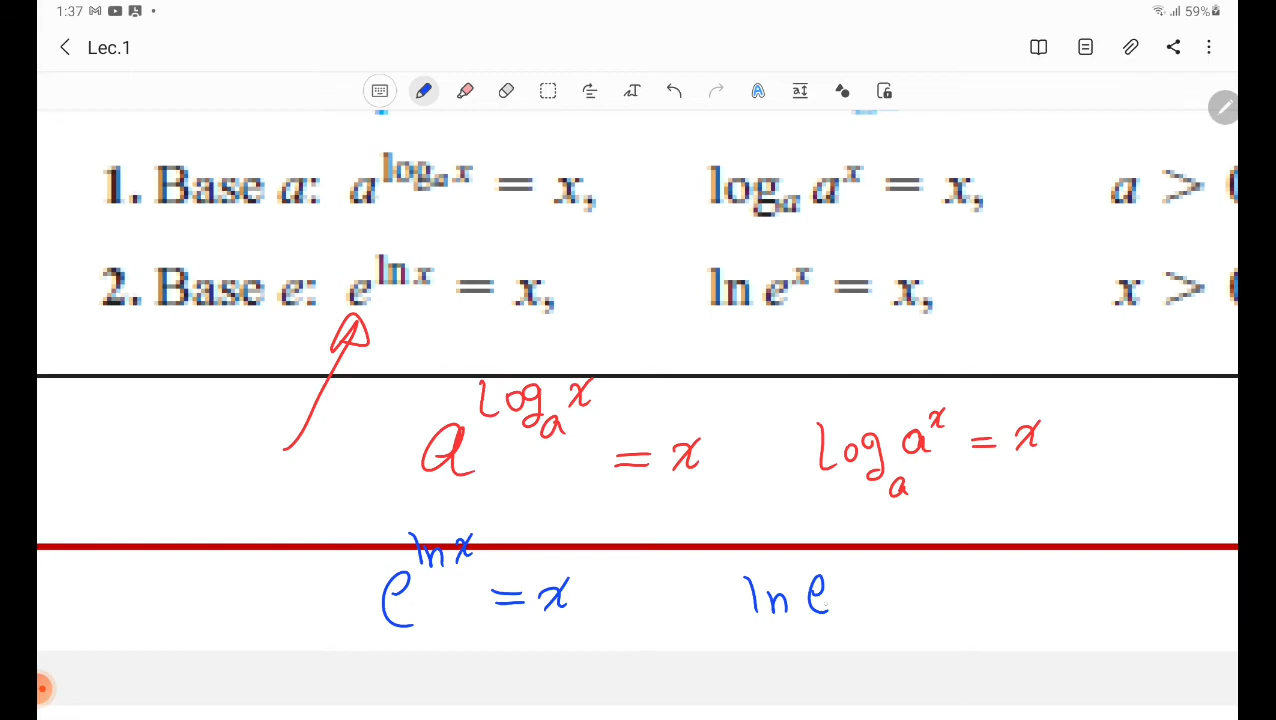 1:37 59%
Lec.1
1. Base a: a^{log_a x} = x, log_a a^x = x, a >
2. Base e: e^{ln x} = x, ln e^x = x, x >
a^{log_a x} = x log_a a^x = x
e^{ln x} = x ln e